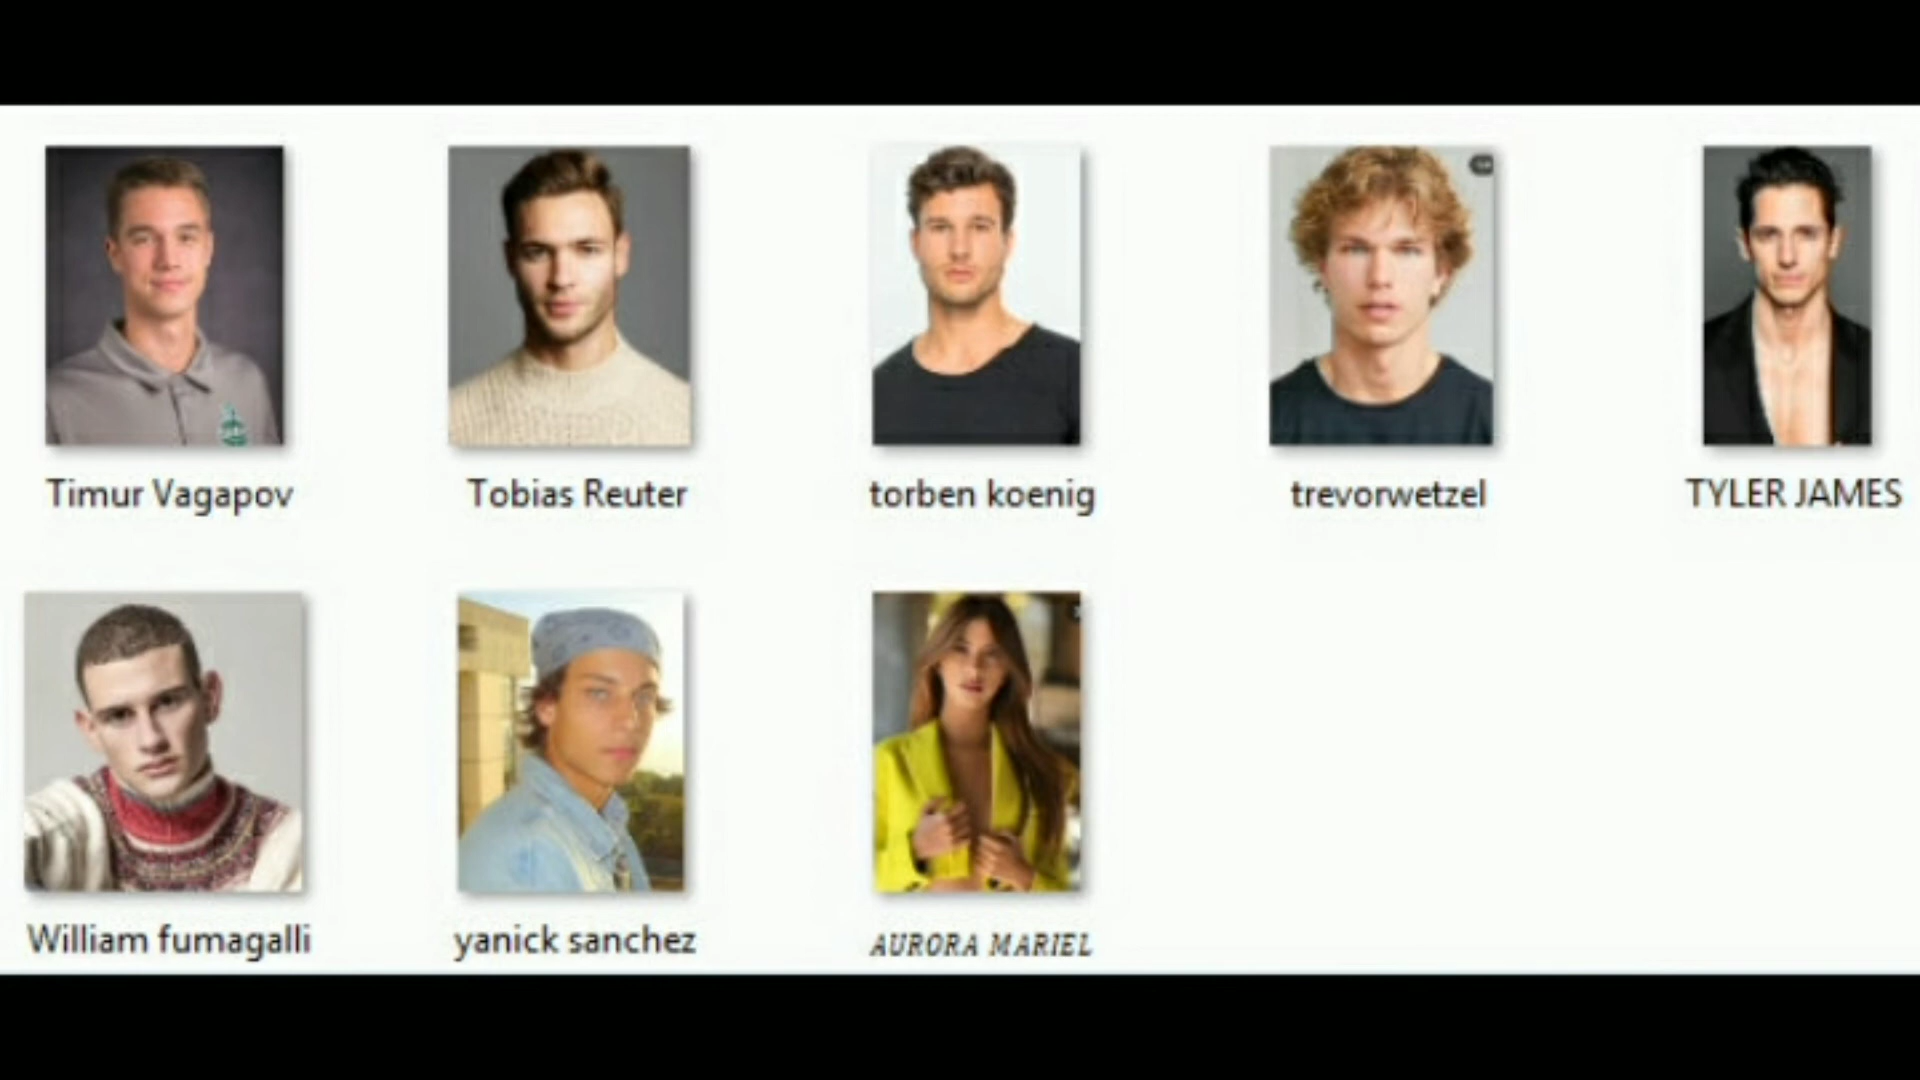 Timur Vagapov
Tobias Reuter
torben koenig
trevorwetzel
TYLER JAMES
William fumagalli
yanick sanchez
AURORA MARIEL